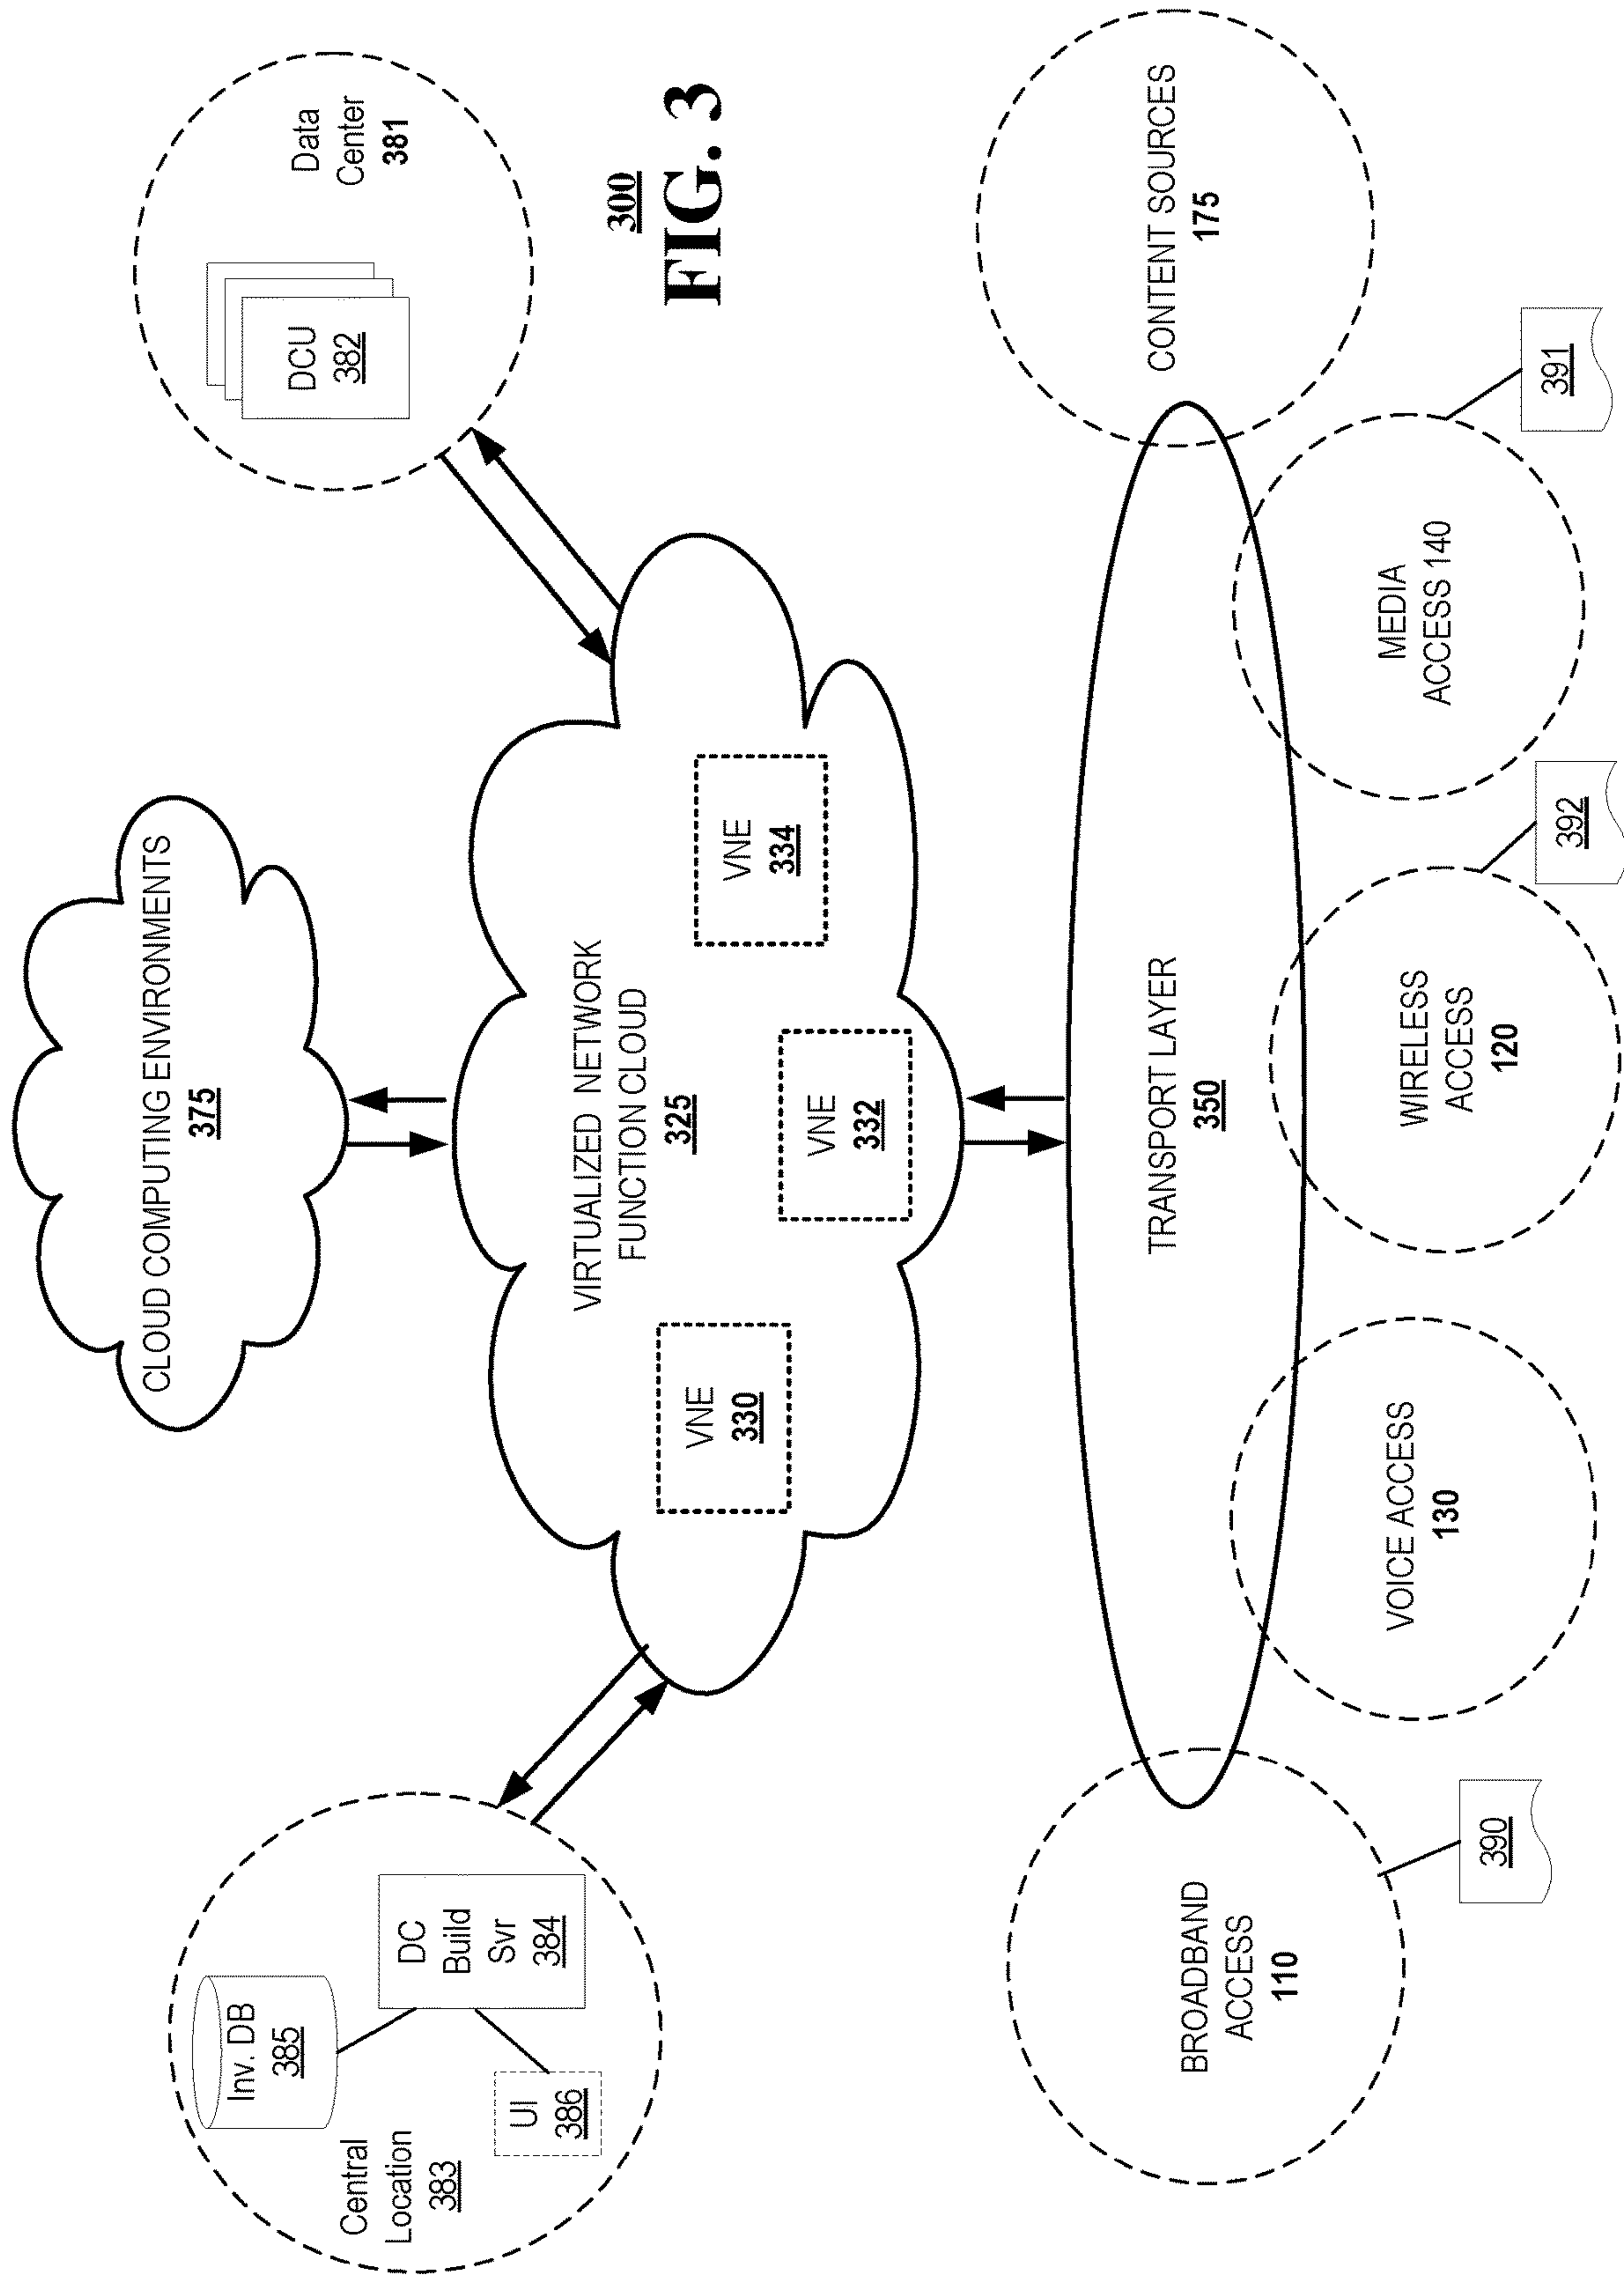 CLOUD COMPUTING ENVIRONMENTS
375
Central
Location
383
Inv. DB
385
UI
386
DC
Build
Svr
384
Data
Center
381
DCU
382
VIRTUALIZED NETWORK
FUNCTION CLOUD
325
VNE
330
VNE
332
VNE
334
300
FIG. 3
TRANSPORT LAYER
350
BROADBAND
ACCESS
110
VOICE ACCESS
130
WIRELESS
ACCESS
120
MEDIA
ACCESS 140
CONTENT SOURCES
175
390
392
391